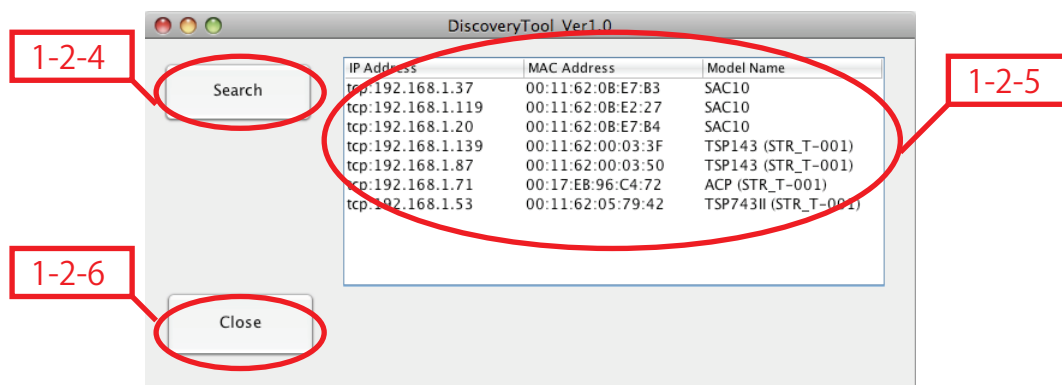 DiscoveryTool Ver1.0
1-2-4
Search
IP Address MAC Address Model Name
tcp:192.168.1.37 00:11:62:0B:E7:B3 SAC10
tcp:192.168.1.119 00:11:62:0B:E2:27 SAC10
tcp:192.168.1.20 00:11:62:0B:E7:B4 SAC10
tcp:192.168.1.139 00:11:62:00:03:3F TSP143 (STR_T-001)
tcp:192.168.1.87 00:11:62:00:03:50 TSP143 (STR_T-001)
tcp:192.168.1.71 00:17:EB:96:C4:72 ACP (STR_T-001)
tcp:192.168.1.53 00:11:62:05:79:42 TSP743II (STR_T-001)
1-2-5
1-2-6
Close